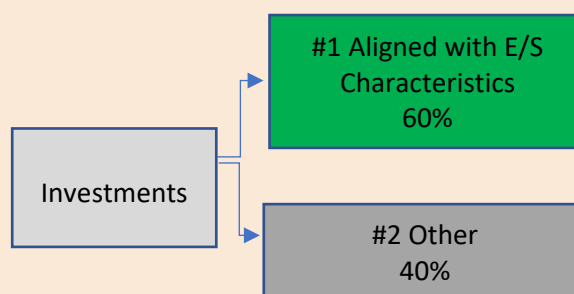 #1 Aligned with E/S
Characteristics
60%
Investments
#2 Other
40%